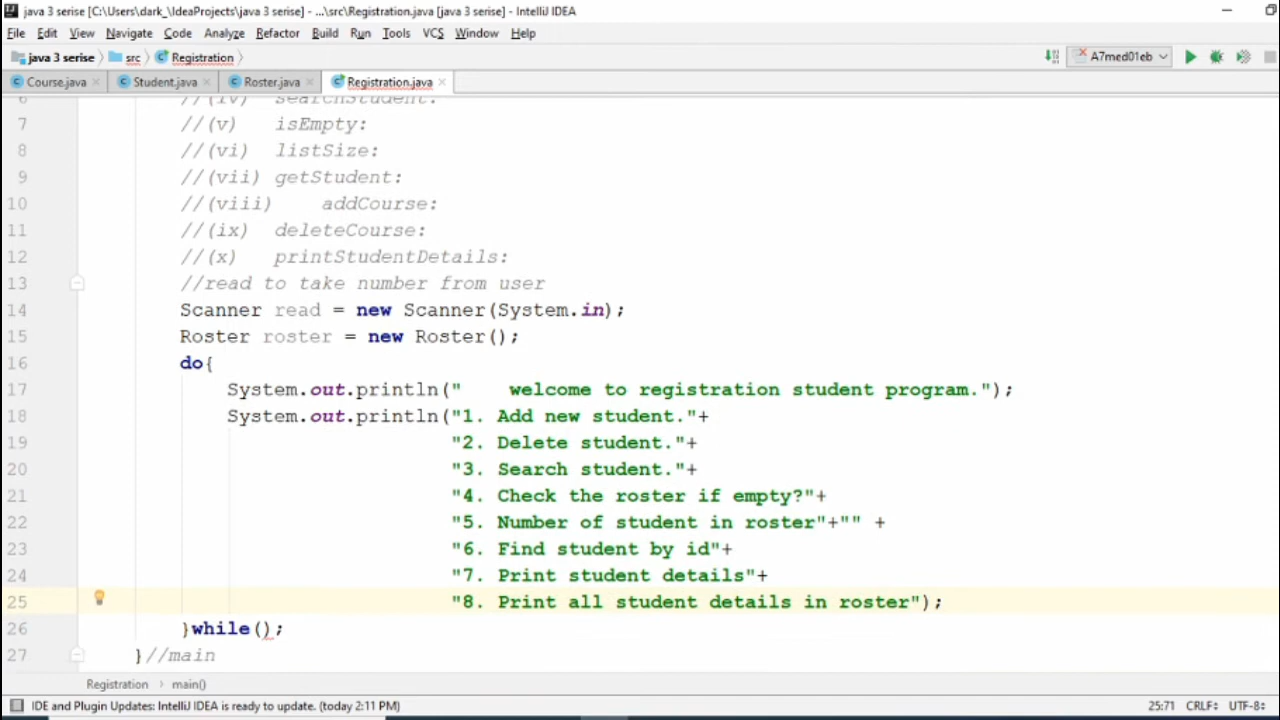 java 3 serise [C:\Users\dark_\IdeaProjects\java 3 serise] - ...\src\Registration.java [java 3 serise] - IntelliJ IDEA
File Edit View Navigate Code Analyze Refactor Build Run Tools VCS Window Help
java 3 serise src Registration A7med01eb
Course.java Student.java Roster.java Registration.java
6 //(iv) searchStudent:
7 //(v) isEmpty:
8 //(vi) listSize:
9 //(vii) getStudent:
10 //(viii) addCourse:
11 //(ix) deleteCourse:
12 //(x) printStudentDetails:
13 //read to take number from user
14 Scanner read = new Scanner(System.in);
15 Roster roster = new Roster();
16 do{
17 System.out.println("    welcome to registration student program.");
18 System.out.println("1. Add new student."+
19 "2. Delete student."+
20 "3. Search student."+
21 "4. Check the roster if empty?"+
22 "5. Number of student in roster"+"" +
23 "6. Find student by id"+
24 "7. Print student details"+
25 "8. Print all student details in roster");
26 }while();
27 }//main
Registration main()
IDE and Plugin Updates: IntelliJ IDEA is ready to update. (today 2:11 PM) 25:71 CRLF UTF-8